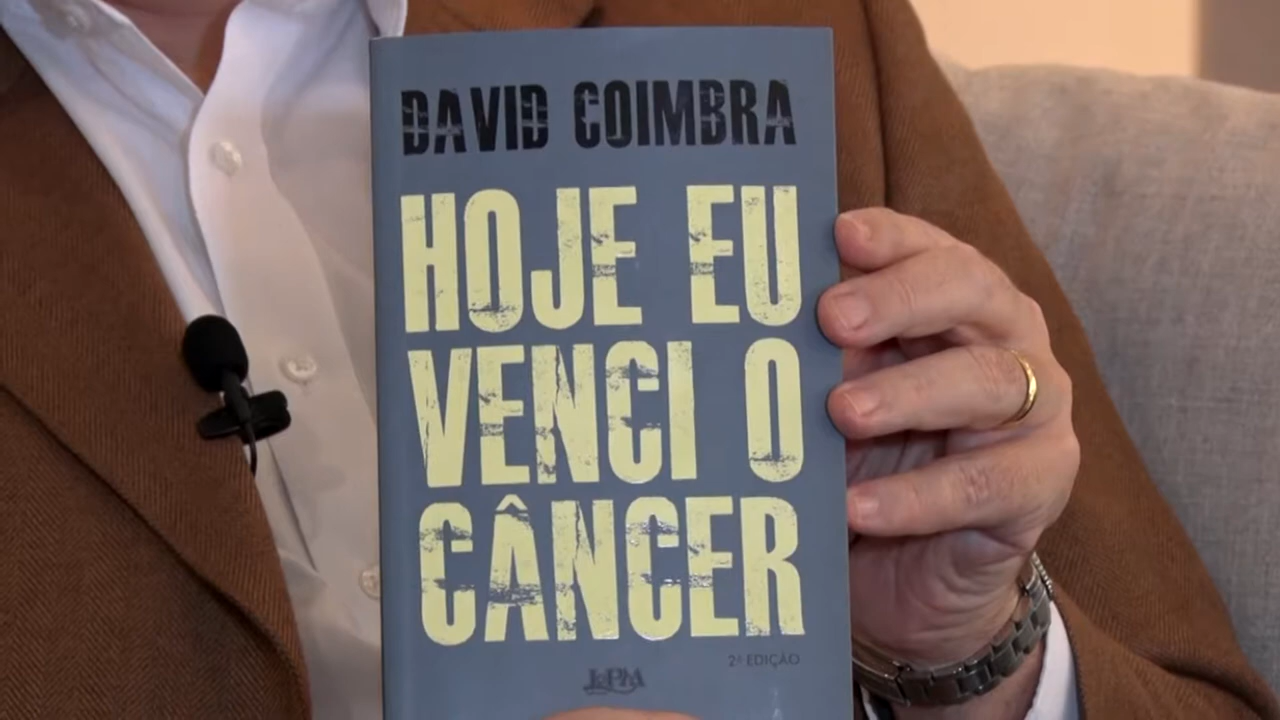 DAVID COIMBRA
HOJE EU
VENCI O
CÂNCER
2ª EDIÇÃO
L&PM